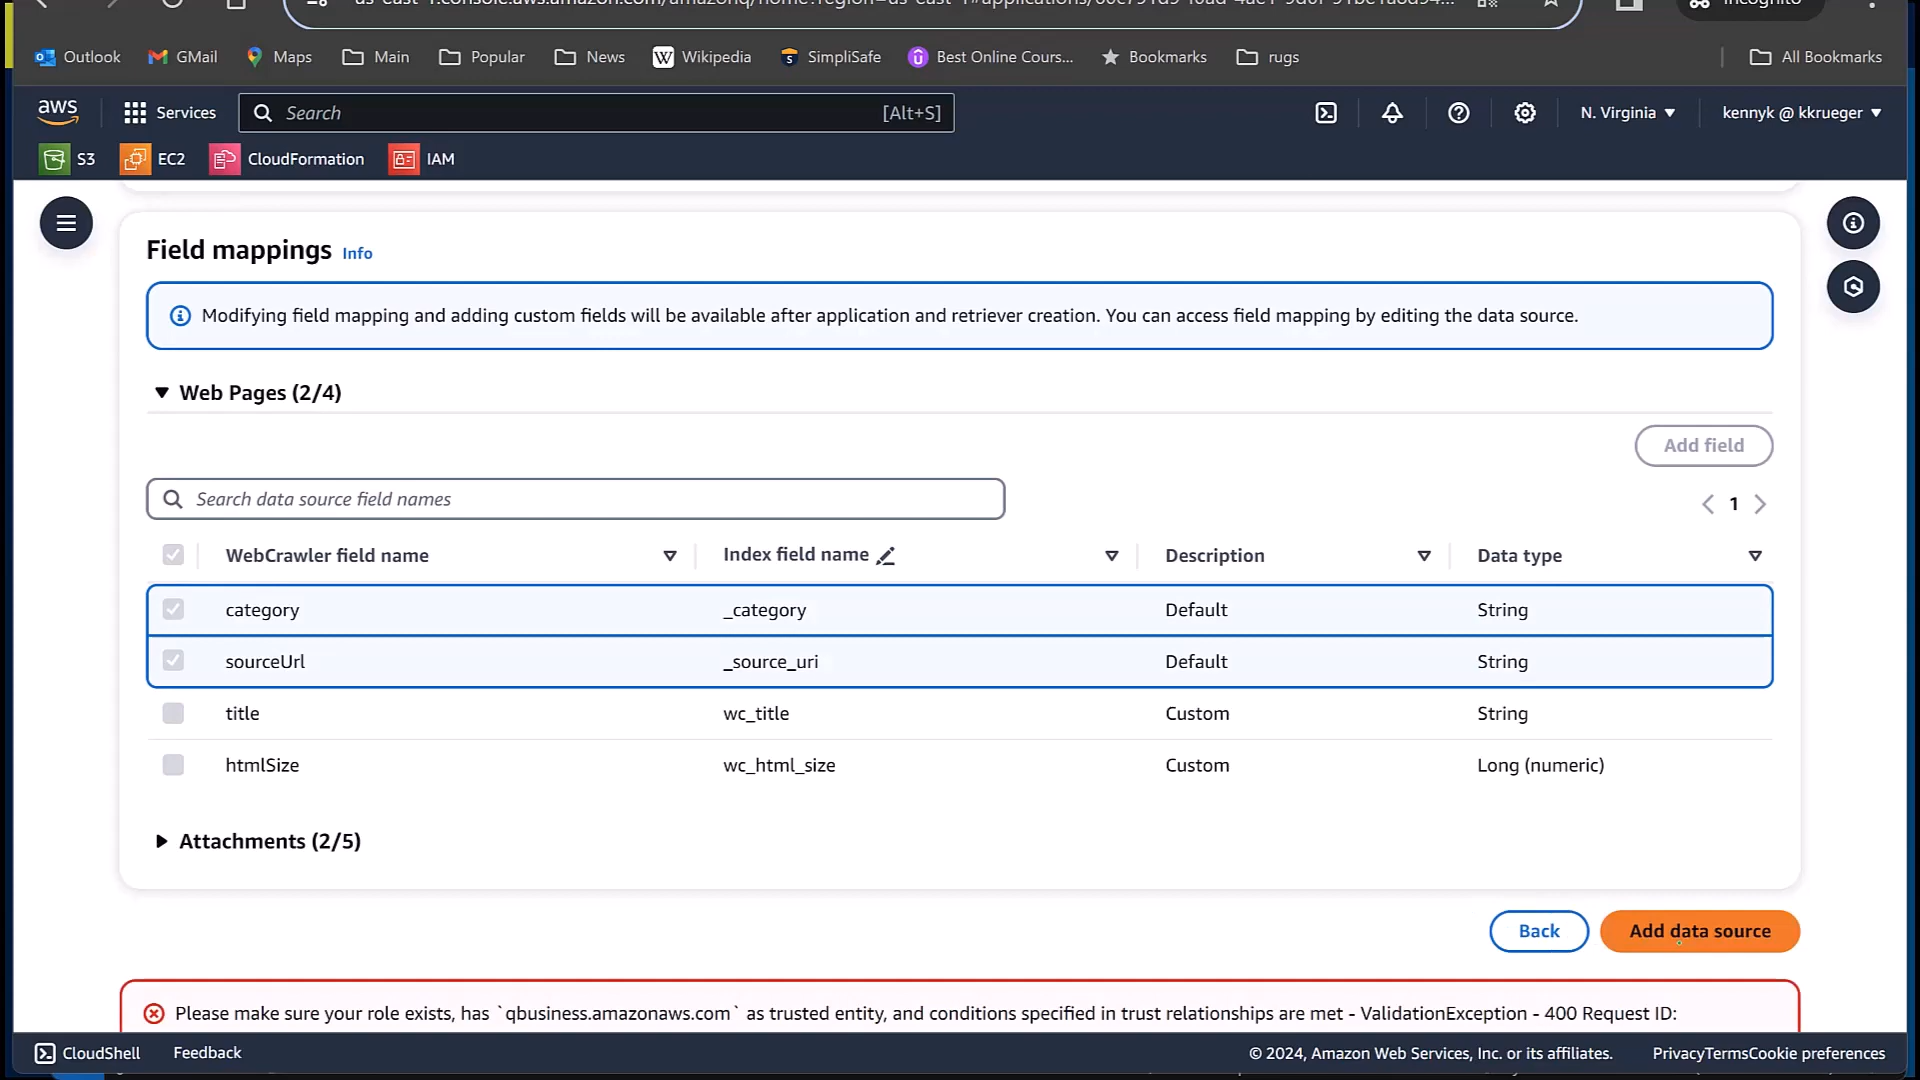 Outlook GMail Maps Main Popular News Wikipedia SimpliSafe Best Online Cours... Bookmarks rugs All Bookmarks
aws Services Search [Alt+S] N. Virginia kennyk @ kkrueger
S3 EC2 CloudFormation IAM
Field mappings Info
Modifying field mapping and adding custom fields will be available after application and retriever creation. You can access field mapping by editing the data source.
Web Pages (2/4)
Add field
Search data source field names
1
WebCrawler field name Index field name Description Data type
category _category Default String
sourceUrl _source_uri Default String
title wc_title Custom String
htmlSize wc_html_size Custom Long (numeric)
Attachments (2/5)
Back Add data source
Please make sure your role exists, has `qbusiness.amazonaws.com` as trusted entity, and conditions specified in trust relationships are met - ValidationException - 400 Request ID:
CloudShell Feedback © 2024, Amazon Web Services, Inc. or its affiliates. PrivacyTermsCookie preferences